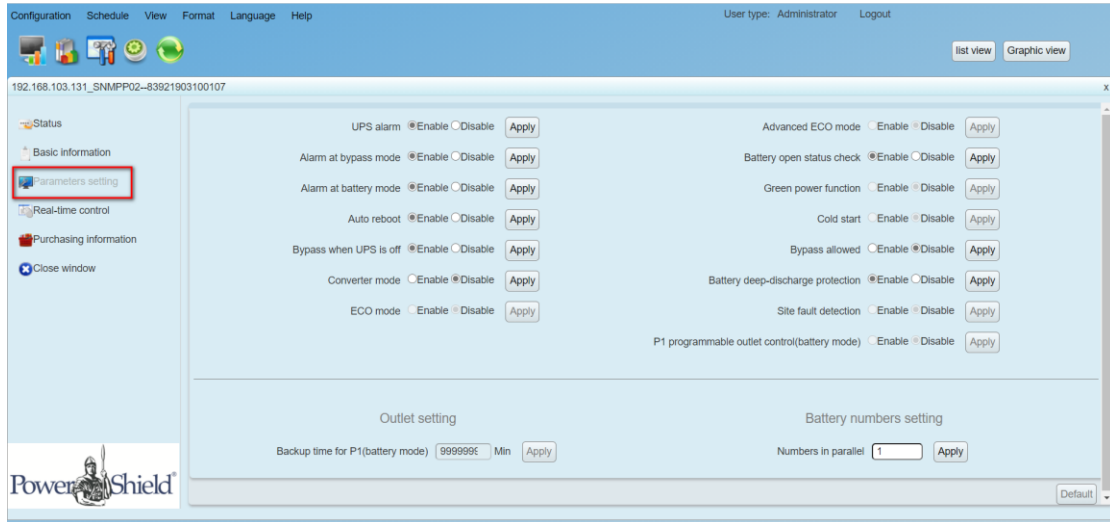 Configuration Schedule View Format Language Help User type: Administrator Logout
list view Graphic view
192.168.103.131_SNMPP02--83921903100107 x
Status
Basic information
Parameters setting
Real-time control
Purchasing information
Close window
UPS alarm Enable Disable Apply
Alarm at bypass mode Enable Disable Apply
Alarm at battery mode Enable Disable Apply
Auto reboot Enable Disable Apply
Bypass when UPS is off Enable Disable Apply
Converter mode Enable Disable Apply
ECO mode Enable Disable Apply
Advanced ECO mode Enable Disable Apply
Battery open status check Enable Disable Apply
Green power function Enable Disable Apply
Cold start Enable Disable Apply
Bypass allowed Enable Disable Apply
Battery deep-discharge protection Enable Disable Apply
Site fault detection Enable Disable Apply
P1 programmable outlet control(battery mode) Enable Disable Apply
Outlet setting
Backup time for P1(battery mode) 9999999 Min Apply
Battery numbers setting
Numbers in parallel 1 Apply
PowerShield®
Default